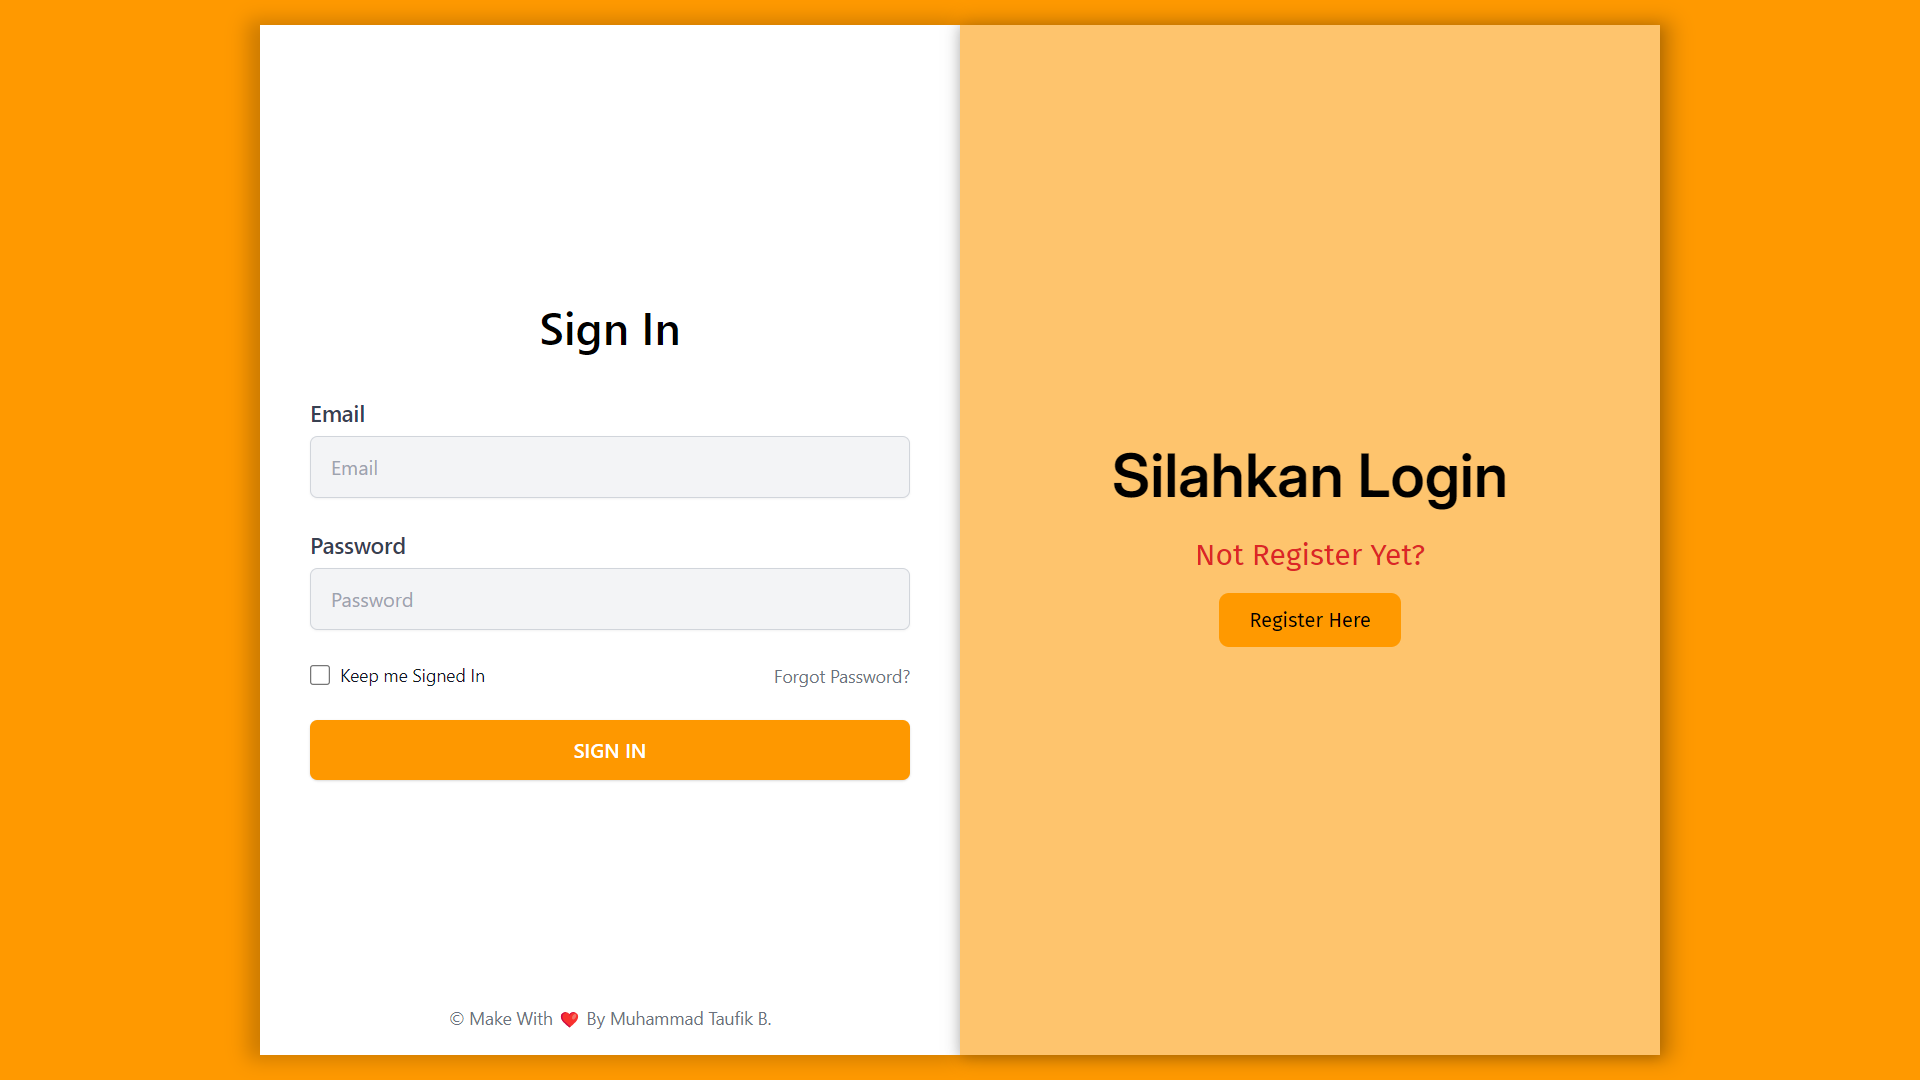 Sign In
Email
Email
Password
Password
Keep me Signed In
Forgot Password?
SIGN IN
© Make With ❤️ By Muhammad Taufik B.
Silahkan Login
Not Register Yet?
Register Here